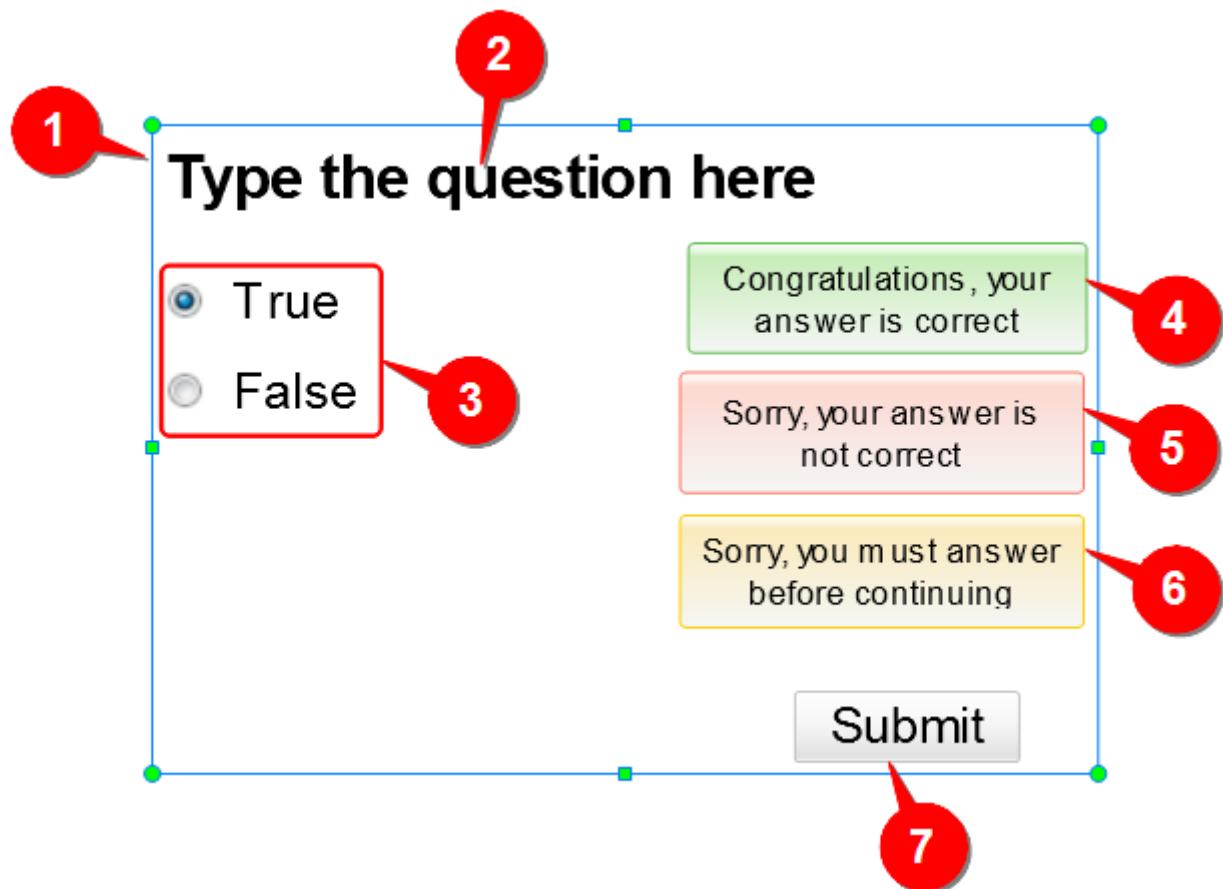 2
1
Type the question here
True
False
3
Congratulations, your
answer is correct
4
Sorry, your answer is
not correct
5
Sorry, you must answer
before continuing
6
Submit
7